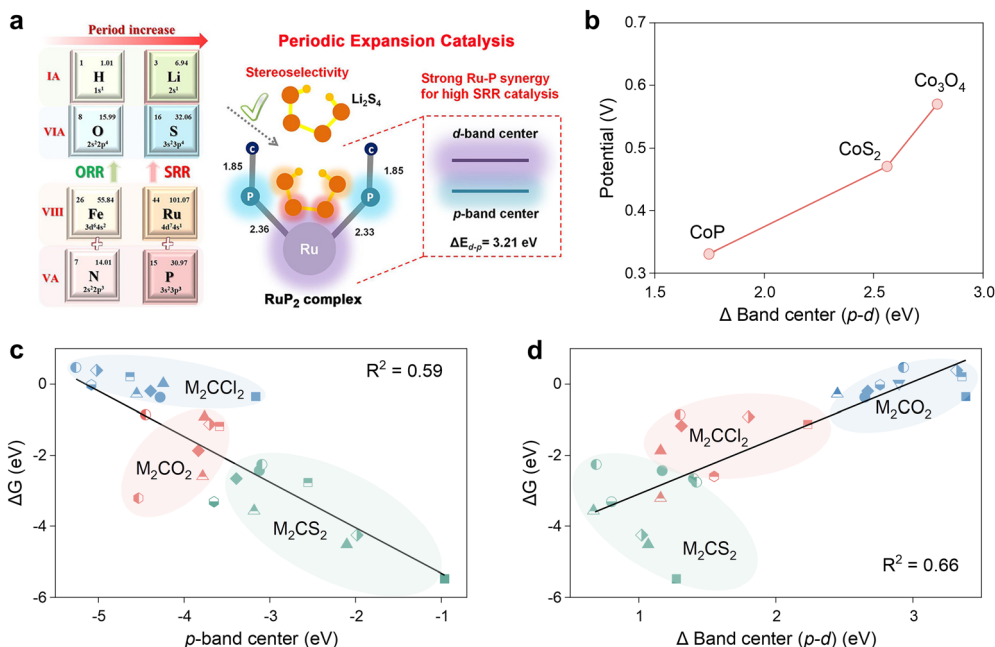 a
Period increase
IA
1 1.01
H
1s¹
3 6.94
Li
2s¹
VIA
8 15.99
O
2s²2p⁴
16 32.06
S
3s²3p⁴
ORR
SRR
VIII
26 55.84
Fe
3d⁶4s²
44 101.07
Ru
4d⁷4s¹
VA
7 14.01
N
2s²2p³
15 30.97
P
3s²3p³
Periodic Expansion Catalysis
Stereoselectivity
Li₂S₄
Strong Ru-P synergy
for high SRR catalysis
C
C
1.85
1.85
P
P
2.36
2.33
Ru
RuP₂ complex
d-band center
p-band center
ΔE_d-p= 3.21 eV
b
Potential (V)
0.6
0.5
0.4
0.3
CoP
CoS₂
Co₃O₄
1.5 2.0 2.5 3.0
Δ Band center (p-d) (eV)
c
ΔG (eV)
0
-2
-4
-6
R² = 0.59
M₂CCl₂
M₂CO₂
M₂CS₂
-5 -4 -3 -2 -1
p-band center (eV)
d
ΔG (eV)
0
-2
-4
-6
M₂CCl₂
M₂CO₂
M₂CS₂
R² = 0.66
1 2 3
Δ Band center (p-d) (eV)